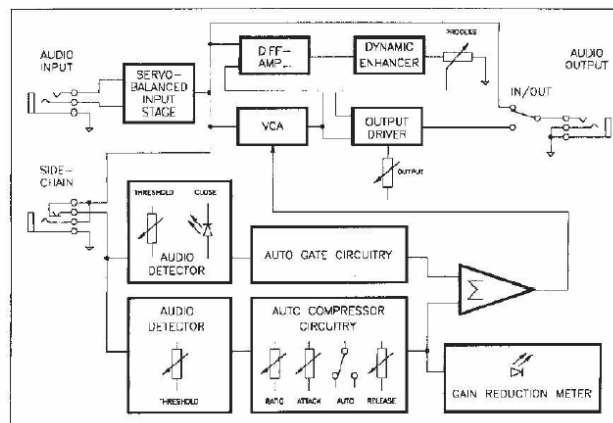 AUDIO
INPUT
SERVO-
BALANCED
INPUT
STAGE
DIFF-
AMP.
DYNAMIC
ENHANCER
PROCESS
AUDIO
OUTPUT
IN/OUT
VCA
OUTPUT
DRIVER
OUTPUT
SIDE-
CHAIN
THRESHOLD
CLOSE
AUDIO
DETECTOR
AUTO GATE CIRCUITRY
Σ
AUDIO
DETECTOR
THRESHOLD
AUTO COMPRESSOR
CIRCUITRY
RATIO
ATTACK
AUTO
RELEASE
GAIN REDUCTION METER